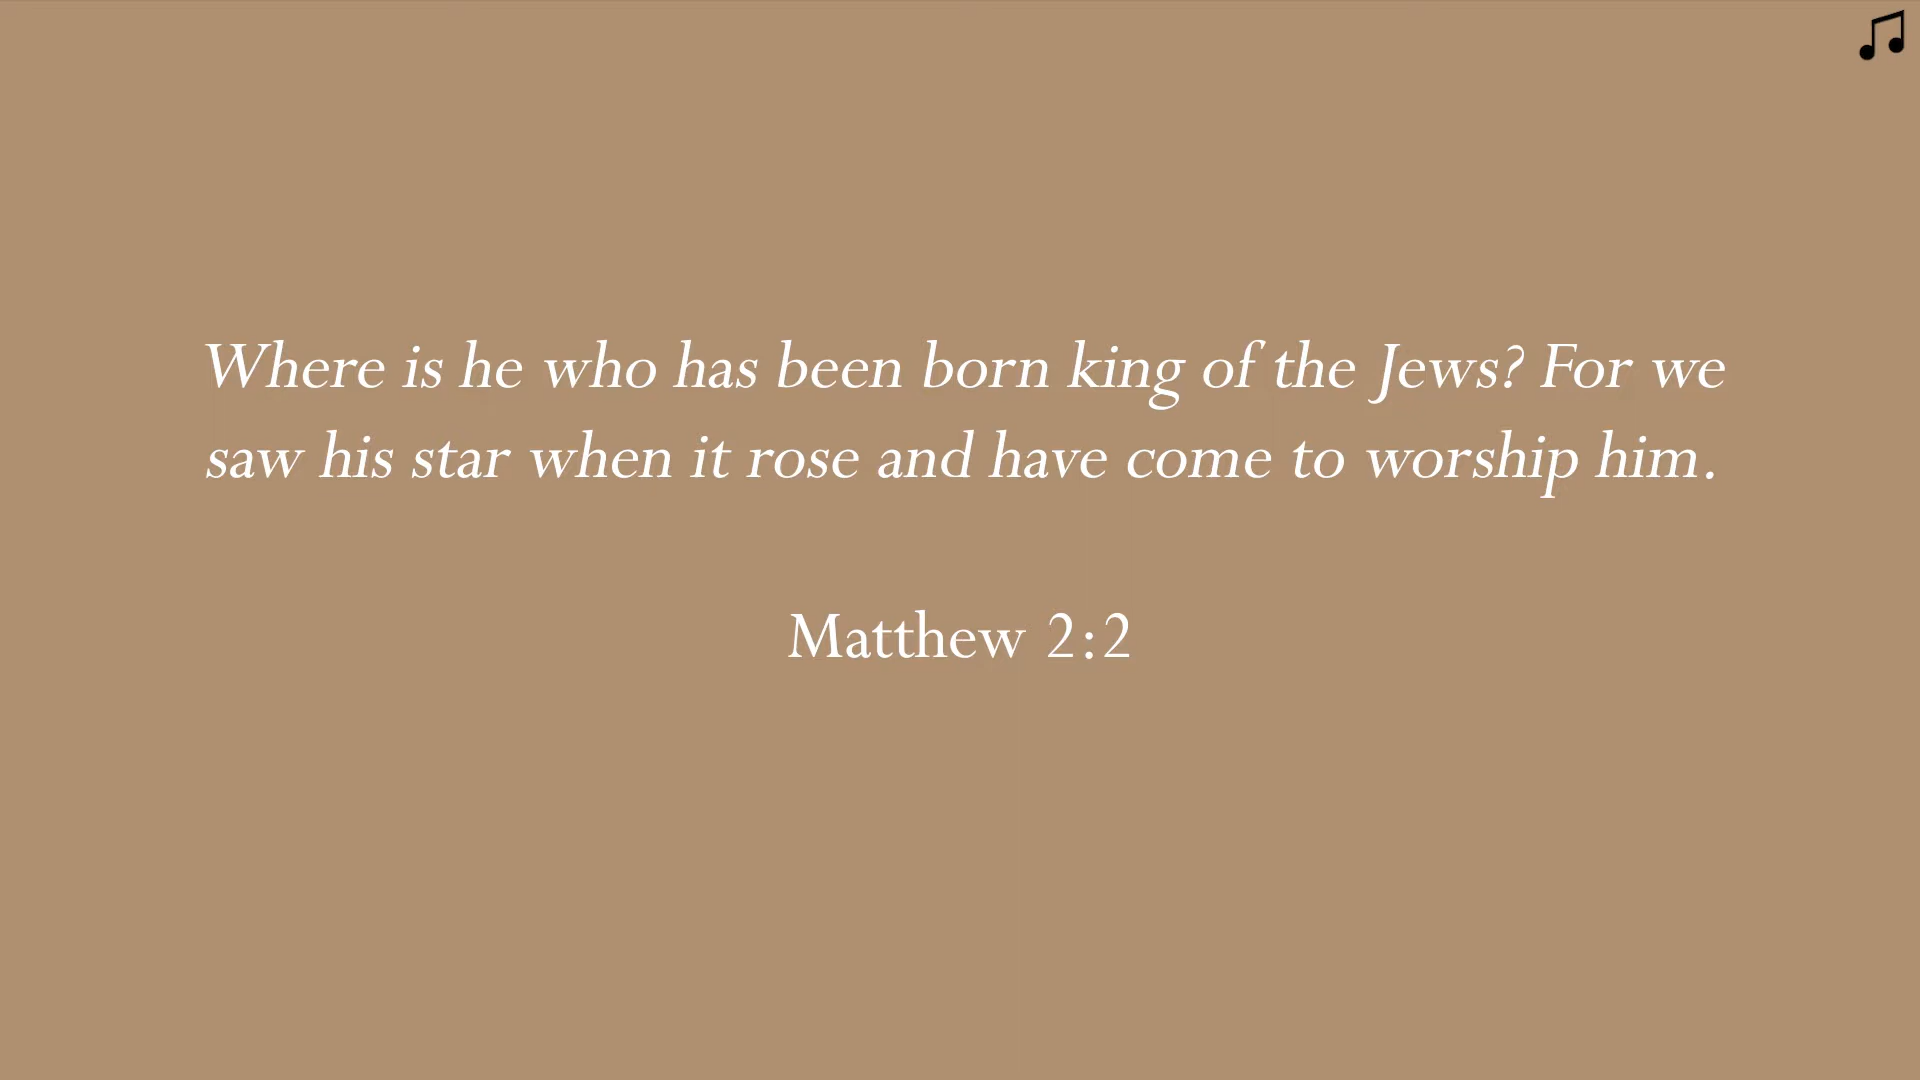 Where is he who has been born king of the Jews? For we
saw his star when it rose and have come to worship him.
Matthew 2:2